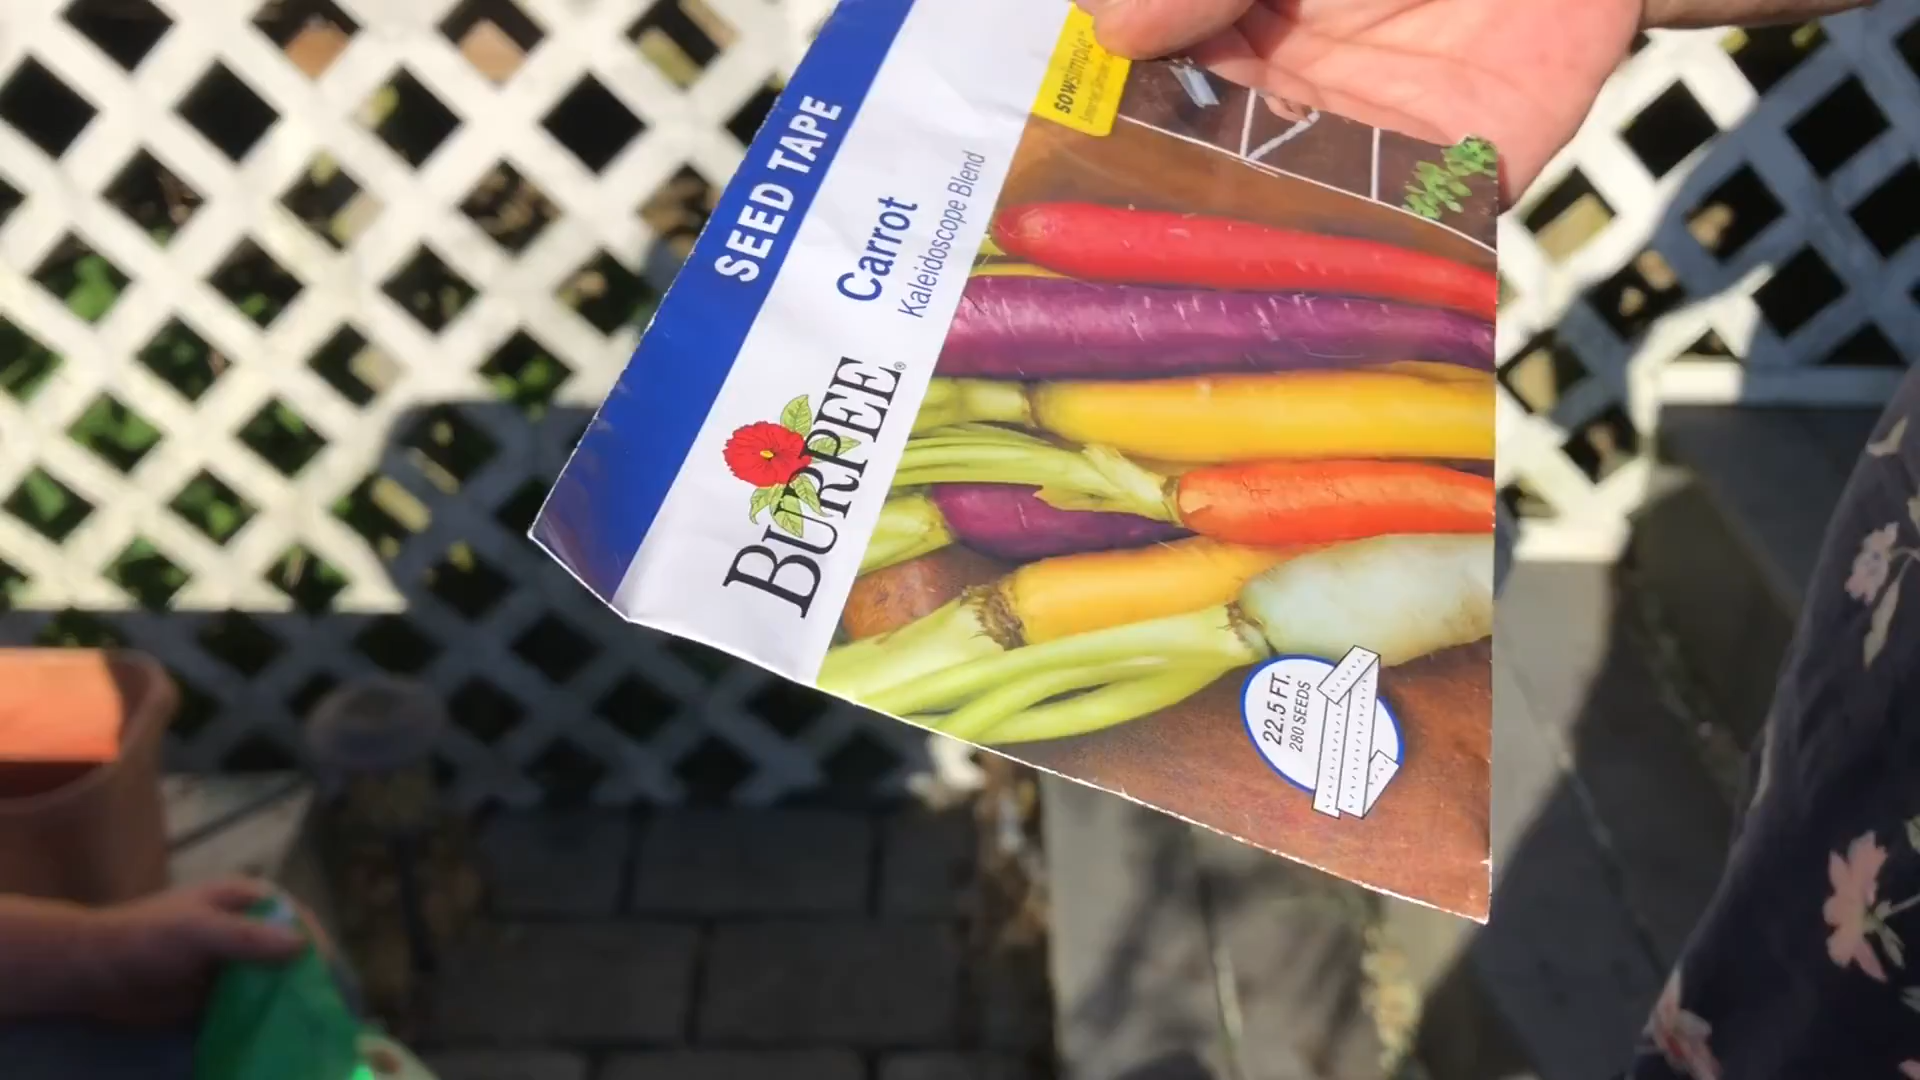 SEED TAPE
Carrot
Kaleidoscope Blend
sowsimple
BURPEE®
22.5 FT.
280 SEEDS